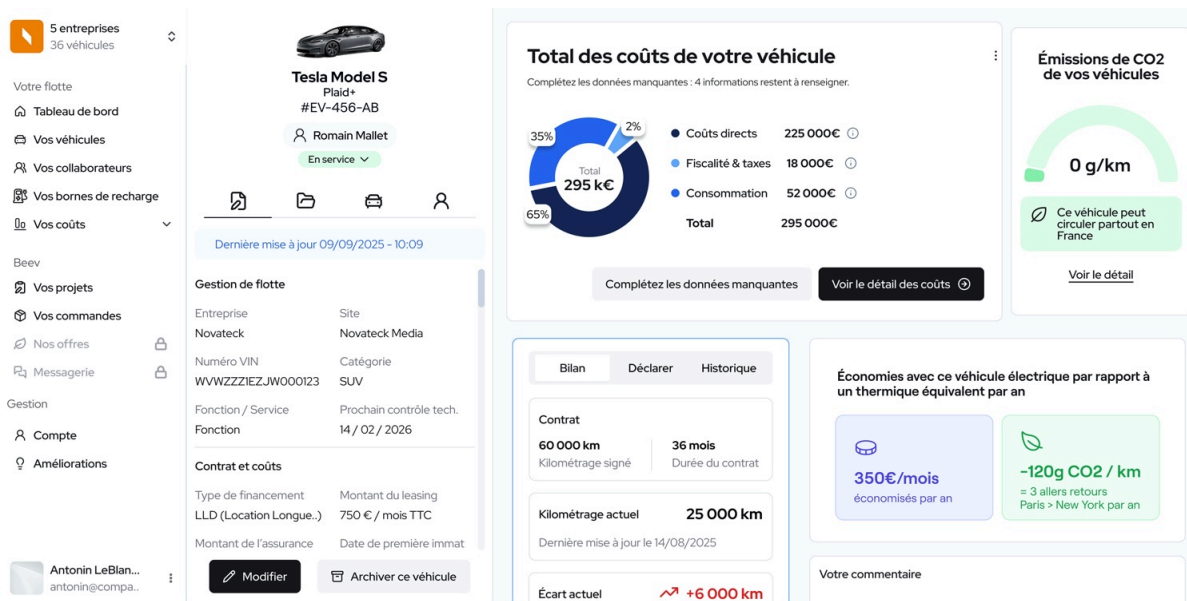 5 entreprises
36 véhicules
Votre flotte
Tableau de bord
Vos véhicules
Vos collaborateurs
Vos bornes de recharge
Vos coûts
Beev
Vos projets
Vos commandes
Nos offres
Messagerie
Gestion
Compte
Améliorations
Antonin LeBlan...
antonin@compa..
Tesla Model S
Plaid+
#EV-456-AB
Romain Mallet
En service
Dernière mise à jour 09/09/2025 - 10:09
Gestion de flotte
Entreprise Site
Novateck Novateck Media
Numéro VIN Catégorie
WVWZZZ1EZJW000123 SUV
Fonction / Service Prochain contrôle tech.
Fonction 14 / 02 / 2026
Contrat et coûts
Type de financement Montant du leasing
LLD (Location Longue..) 750 € / mois TTC
Montant de l'assurance Date de première immat
Modifier Archiver ce véhicule
Total des coûts de votre véhicule
Complétez les données manquantes : 4 informations restent à renseigner.
35%
2%
65%
Total
295 k€
Coûts directs 225 000€
Fiscalité & taxes 18 000€
Consommation 52 000€
Total 295 000€
Complétez les données manquantes Voir le détail des coûts
Émissions de CO2
de vos véhicules
0 g/km
Ce véhicule peut
circuler partout en
France
Voir le détail
Bilan Déclarer Historique
Contrat
60 000 km 36 mois
Kilométrage signé Durée du contrat
Kilométrage actuel 25 000 km
Dernière mise à jour le 14/08/2025
Écart actuel +6 000 km
Économies avec ce véhicule électrique par rapport à
un thermique équivalent par an
350€/mois
économisés par an
-120g CO2 / km
= 3 allers retours
Paris > New York par an
Votre commentaire